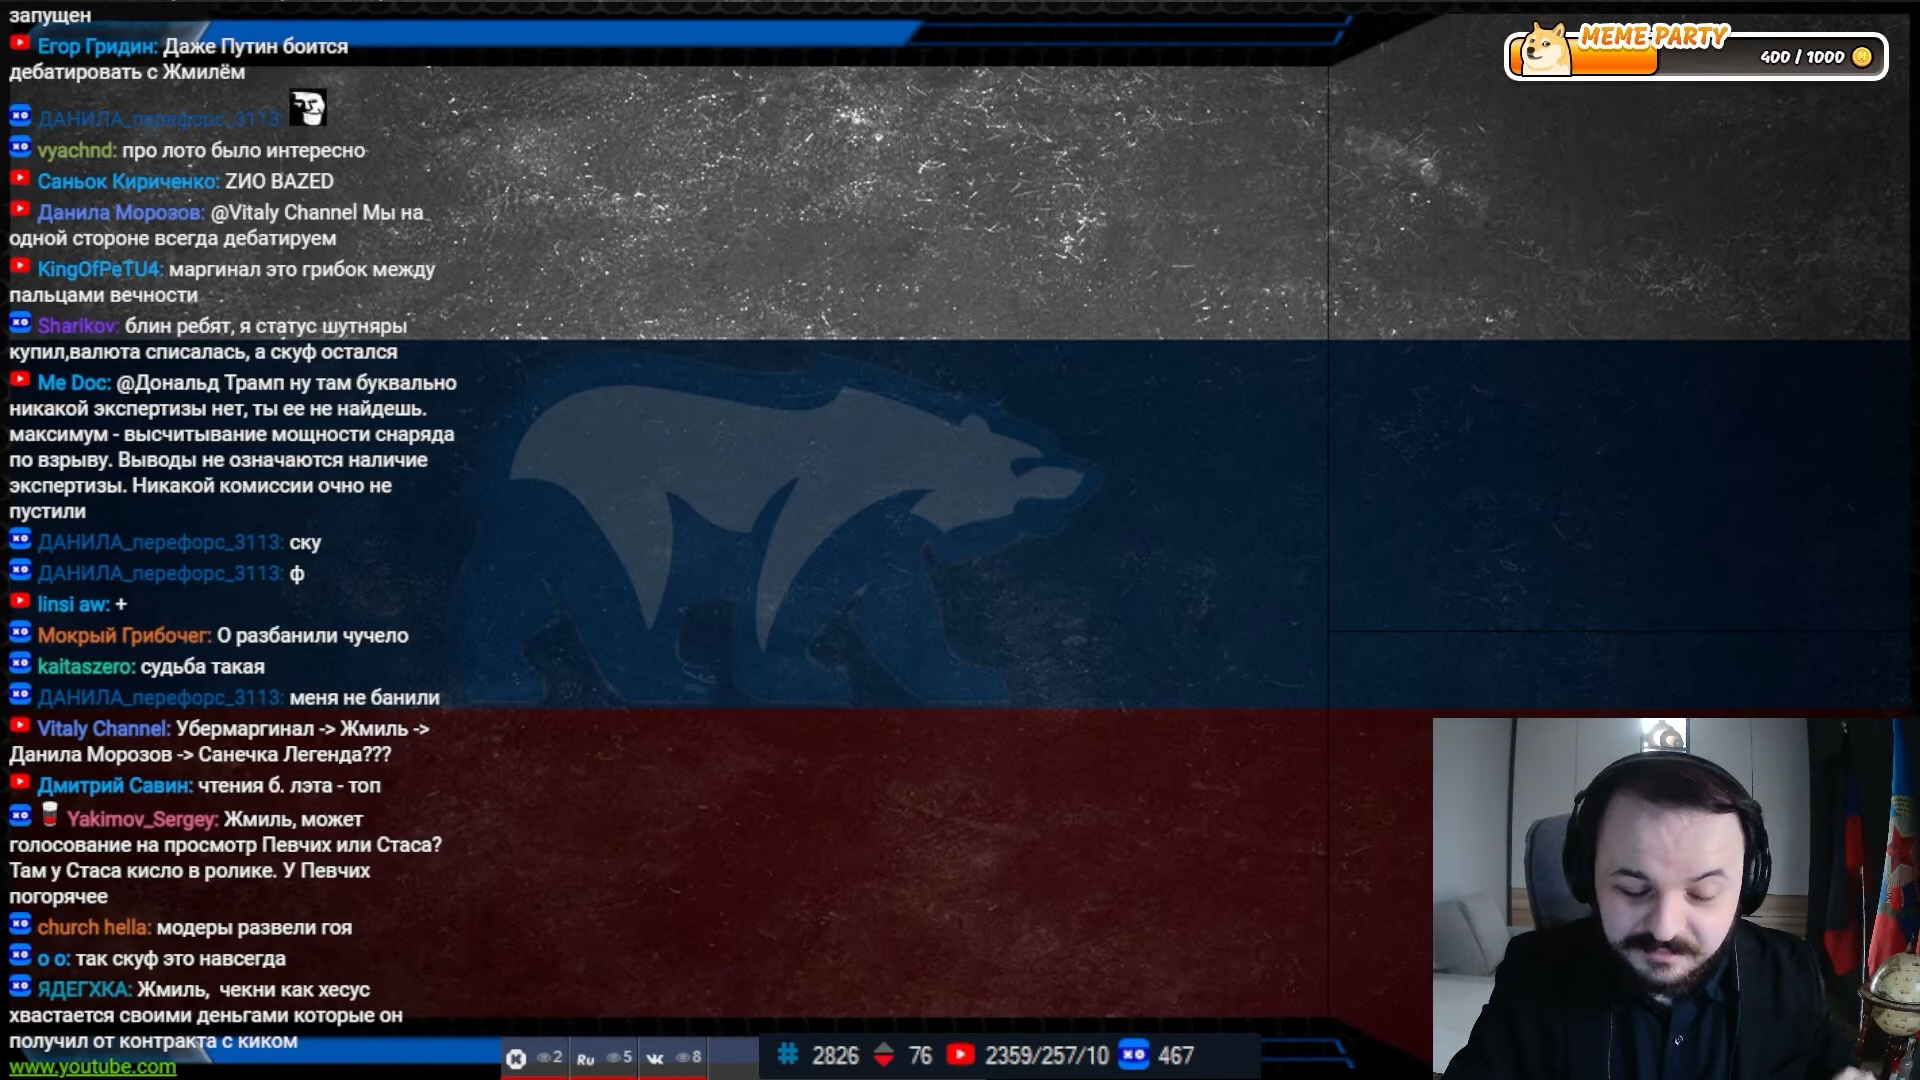 запущен
Егор Гридин: Даже Путин боится
дебатировать с Жмилём
ДАНИЛА_перефорс_3113:
vyachnd: про лото было интересно
Саньок Кириченко: ZИО BAZED
Данила Морозов: @Vitaly Channel Мы на
одной стороне всегда дебатируем
KingOfPeTU4: маргинал это грибок между
пальцами вечности
Sharikov: блин ребят, я статус шутняры
купил,валюта списалась, а скуф остался
Me Doc: @Дональд Трамп ну там буквально
никакой экспертизы нет, ты ее не найдешь.
максимум - высчитывание мощности снаряда
по взрыву. Выводы не означаются наличие
экспертизы. Никакой комиссии очно не
пустили
ДАНИЛА_перефорс_3113: ску
ДАНИЛА_перефорс_3113: ф
linsi aw: +
Мокрый Грибочег: О разбанили чучело
kaitaszero: судьба такая
ДАНИЛА_перефорс_3113: меня не банили
Vitaly Channel: Убермаргинал -> Жмиль ->
Данила Морозов -> Санечка Легенда???
Дмитрий Савин: чтения б. лэта - топ
Yakimov_Sergey: Жмиль, может
голосование на просмотр Певчих или Стаса?
Там у Стаса кисло в ролике. У Певчих
погорячее
church hella: модеры развели гоя
o o: так скуф это навсегда
ЯДЕГХКА: Жмиль, чекни как хесус
хвастается своими деньгами которые он
получил от контракта с киком
www.youtube.com
MEME PARTY
400 / 1000
K 2 Ru 5 8
# 2826 76 2359/257/10 XO 467